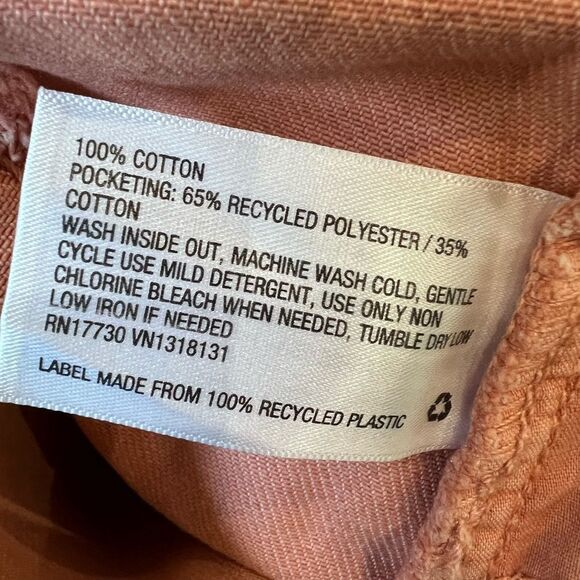 100% COTTON
POCKETING: 65% RECYCLED POLYESTER / 35%
COTTON
WASH INSIDE OUT, MACHINE WASH COLD, GENTLE
CYCLE USE MILD DETERGENT, USE ONLY NON
CHLORINE BLEACH WHEN NEEDED, TUMBLE DRY LOW
LOW IRON IF NEEDED
RN17730 VN1318131
LABEL MADE FROM 100% RECYCLED PLASTIC